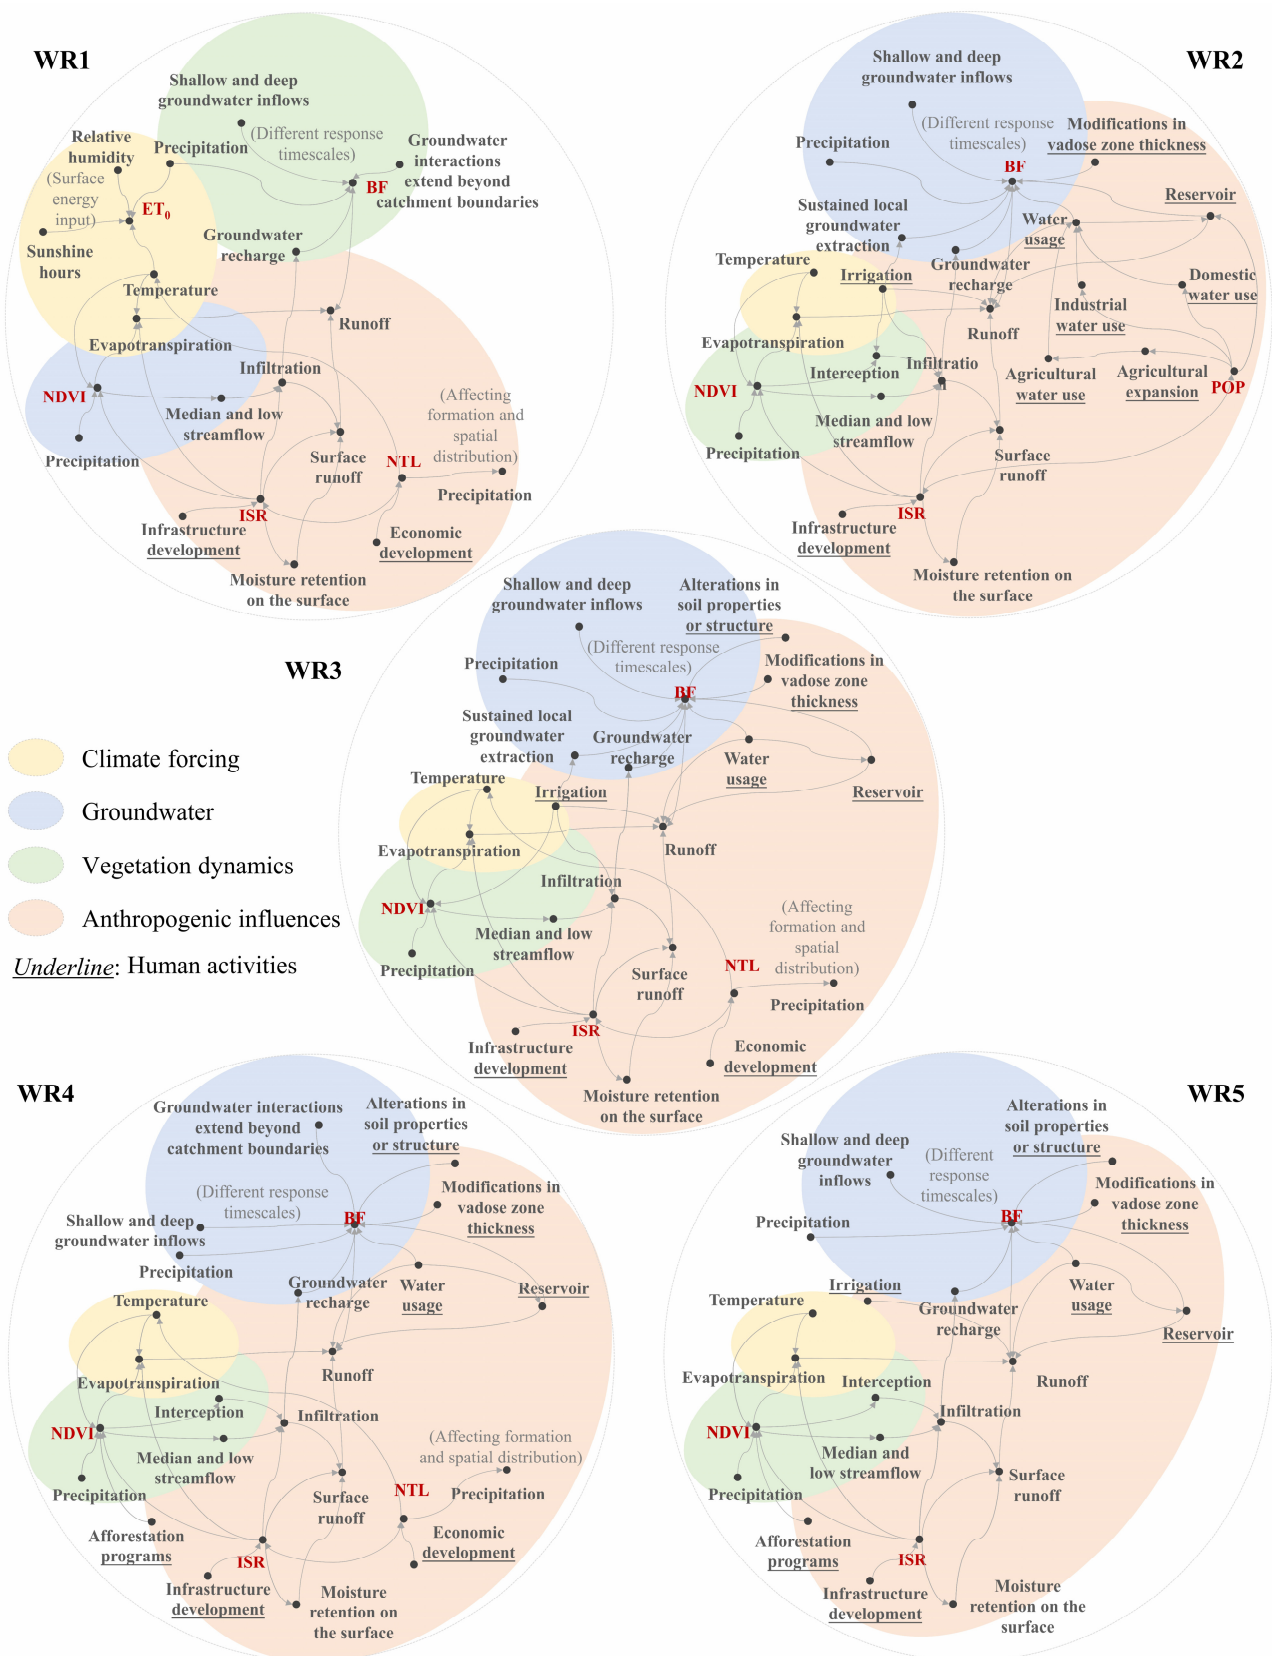 WR1
Shallow and deep
groundwater inflows
(Different response
timescales)
Relative
humidity
(Surface
energy
input)
Precipitation
Groundwater
interactions
extend beyond
catchment boundaries
BF
ET0
Sunshine
hours
Groundwater
recharge
Temperature
Runoff
Evapotranspiration
Infiltration
NDVI
Median and low
streamflow
(Affecting
formation and
spatial
distribution)
Precipitation
Surface
runoff
NTL
Precipitation
ISR
Infrastructure
development
Economic
development
Moisture retention
on the surface
WR2
Shallow and deep
groundwater inflows
(Different response
timescales)
Modifications in
vadose zone thickness
Precipitation
BF
Reservoir
Sustained local
groundwater
extraction
Water
usage
Temperature
Irrigation
Groundwater
recharge
Domestic
water use
Industrial
water use
Runoff
Evapotranspiration
Interception
Infiltratio
n
Agricultural
water use
Agricultural
expansion
POP
NDVI
Median and low
streamflow
Precipitation
Surface
runoff
ISR
Infrastructure
development
Moisture retention on
the surface
WR3
Shallow and deep
groundwater inflows
Alterations in
soil properties
or structure
(Different response
timescales)
Precipitation
Modifications in
vadose zone
thickness
BF
Sustained local
groundwater
extraction
Groundwater
recharge
Water
usage
Temperature
Irrigation
Reservoir
Evapotranspiration
Runoff
Infiltration
NDVI
Median and low
streamflow
(Affecting
formation and
spatial
distribution)
Precipitation
Surface
runoff
NTL
Precipitation
ISR
Infrastructure
development
Economic
development
Moisture retention
on the surface
Climate forcing
Groundwater
Vegetation dynamics
Anthropogenic influences
Underline: Human activities
WR4
Groundwater interactions
extend beyond
catchment boundaries
Alterations in
soil properties
or structure
(Different response
timescales)
Modifications in
vadose zone
thickness
Shallow and deep
groundwater inflows
BF
Precipitation
Groundwater
recharge
Water
usage
Reservoir
Temperature
Runoff
Evapotranspiration
Interception
Infiltration
NDVI
Median and low
streamflow
(Affecting formation
and spatial distribution)
Precipitation
Surface
runoff
NTL
Precipitation
Afforestation
programs
ISR
Economic
development
Infrastructure
development
Moisture
retention on
the surface
WR5
Alterations in
soil properties
or structure
Shallow and deep
groundwater
inflows
(Different
response
timescales)
Modifications in
vadose zone
thickness
Precipitation
BF
Irrigation
Water
usage
Temperature
Groundwater
recharge
Reservoir
Evapotranspiration
Interception
Runoff
Infiltration
NDVI
Median and
low streamflow
Precipitation
Surface
runoff
Afforestation
programs
ISR
Infrastructure
development
Moisture
retention on the
surface